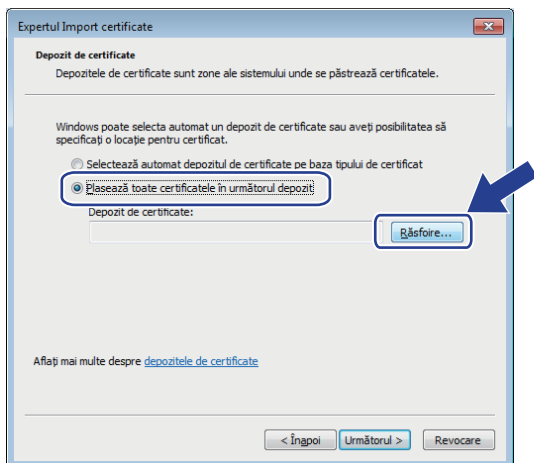 Expertul Import certificate
Depozit de certificate
Depozitele de certificate sunt zone ale sistemului unde se păstrează certificatele.
Windows poate selecta automat un depozit de certificate sau aveți posibilitatea să
specificați o locație pentru certificat.
Selectează automat depozitul de certificate pe baza tipului de certificat
Plasează toate certificatele în următorul depozit
Depozit de certificate:
Răsfoire...
Aflați mai multe despre depozitele de certificate
< Înapoi Următorul > Revocare